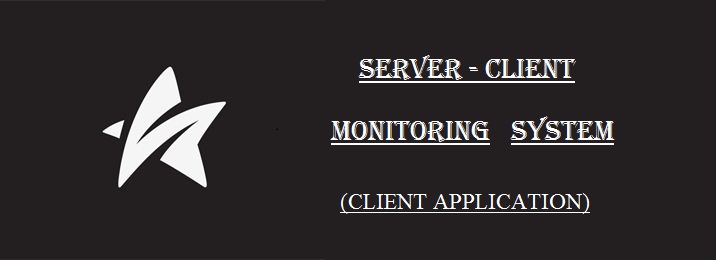 SERVER - CLIENT
MONITORING SYSTEM
(CLIENT APPLICATION)